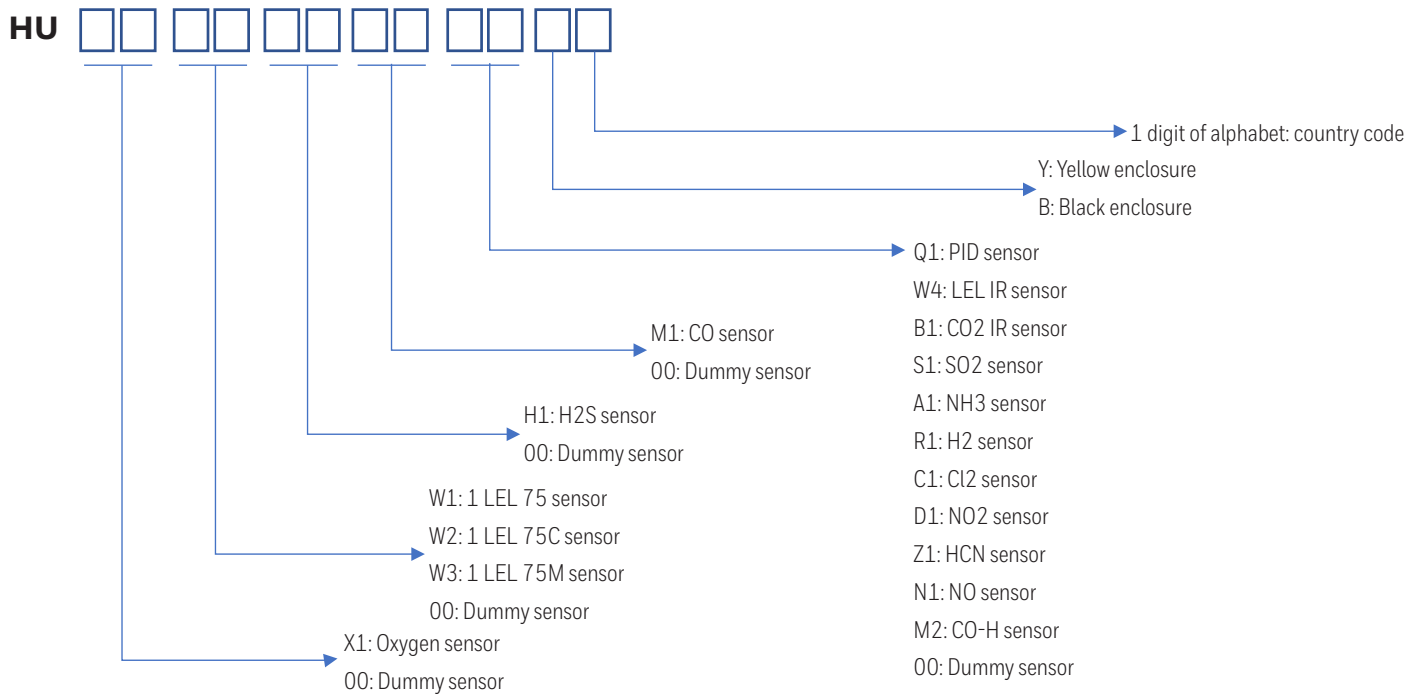 HU
1 digit of alphabet: country code
Y: Yellow enclosure
B: Black enclosure
Q1: PID sensor
W4: LEL IR sensor
B1: CO2 IR sensor
S1: SO2 sensor
A1: NH3 sensor
R1: H2 sensor
C1: Cl2 sensor
D1: NO2 sensor
Z1: HCN sensor
N1: NO sensor
M2: CO-H sensor
00: Dummy sensor
M1: CO sensor
00: Dummy sensor
H1: H2S sensor
00: Dummy sensor
W1: 1 LEL 75 sensor
W2: 1 LEL 75C sensor
W3: 1 LEL 75M sensor
00: Dummy sensor
X1: Oxygen sensor
00: Dummy sensor